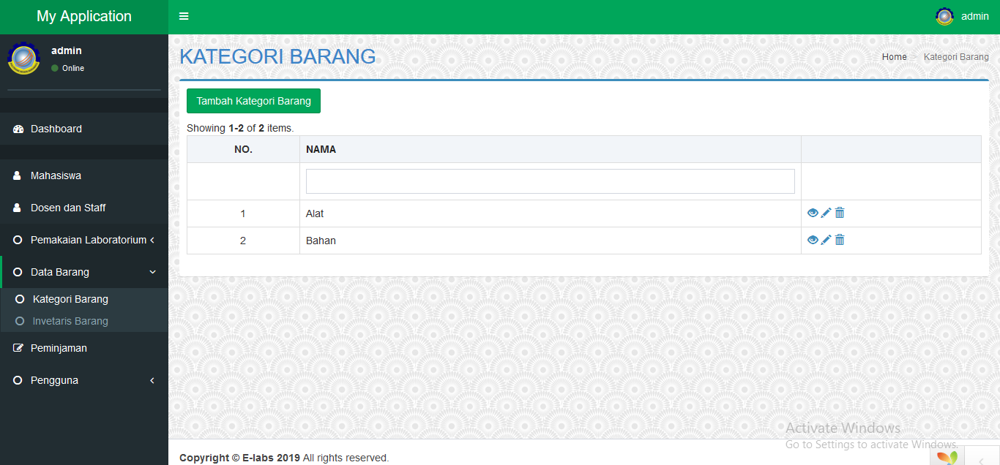 My Application
admin
admin
Online
KATEGORI BARANG
Home > Kategori Barang
Tambah Kategori Barang
Showing 1-2 of 2 items.
NO. NAMA
1 Alat
2 Bahan
Dashboard
Mahasiswa
Dosen dan Staff
Pemakaian Laboratorium
Data Barang
Kategori Barang
Invetaris Barang
Peminjaman
Pengguna
Activate Windows
Go to Settings to activate Windows.
Copyright © E-labs 2019 All rights reserved.